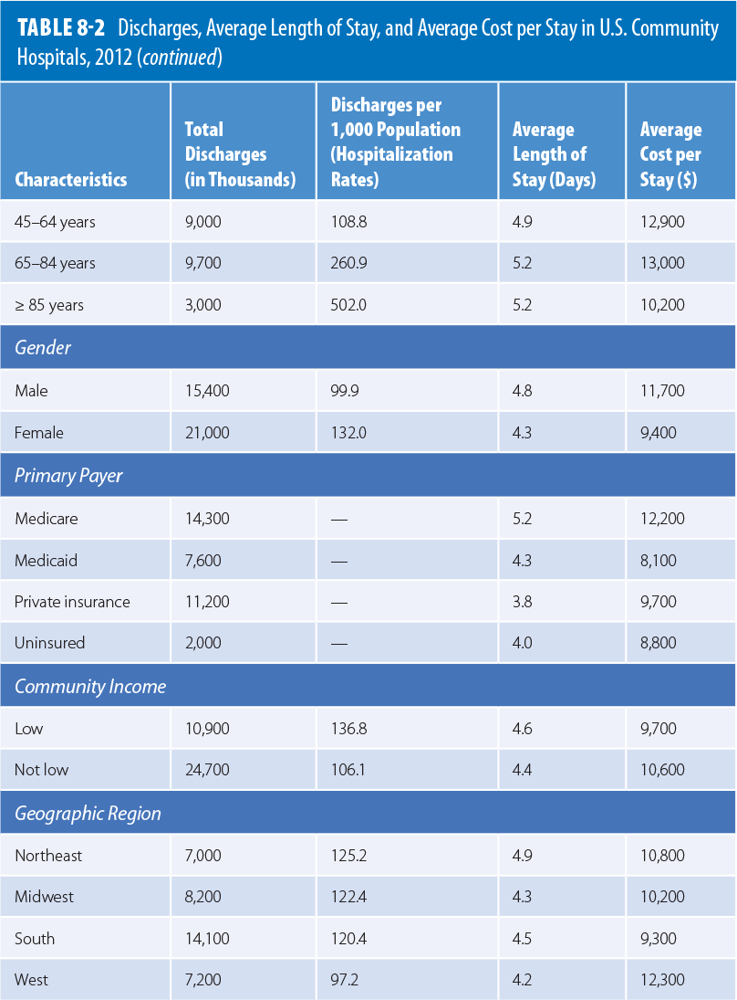 TABLE 8-2 Discharges, Average Length of Stay, and Average Cost per Stay in U.S. Community
Hospitals, 2012 (continued)
Characteristics Total Discharges (in Thousands) Discharges per 1,000 Population (Hospitalization Rates) Average Length of Stay (Days) Average Cost per Stay ($)
45–64 years 9,000 108.8 4.9 12,900
65–84 years 9,700 260.9 5.2 13,000
≥ 85 years 3,000 502.0 5.2 10,200
Gender
Male 15,400 99.9 4.8 11,700
Female 21,000 132.0 4.3 9,400
Primary Payer
Medicare 14,300 — 5.2 12,200
Medicaid 7,600 — 4.3 8,100
Private insurance 11,200 — 3.8 9,700
Uninsured 2,000 — 4.0 8,800
Community Income
Low 10,900 136.8 4.6 9,700
Not low 24,700 106.1 4.4 10,600
Geographic Region
Northeast 7,000 125.2 4.9 10,800
Midwest 8,200 122.4 4.3 10,200
South 14,100 120.4 4.5 9,300
West 7,200 97.2 4.2 12,300